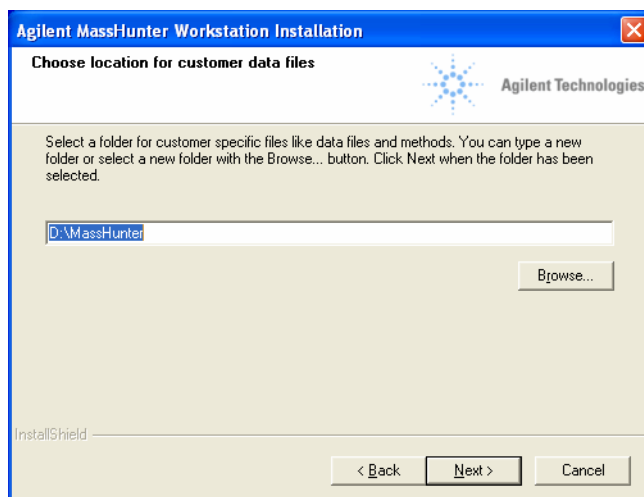 Agilent MassHunter Workstation Installation
Choose location for customer data files
Agilent Technologies
Select a folder for customer specific files like data files and methods. You can type a new
folder or select a new folder with the Browse... button. Click Next when the folder has been
selected.
D:\MassHunter
Browse...
InstallShield
< Back Next > Cancel